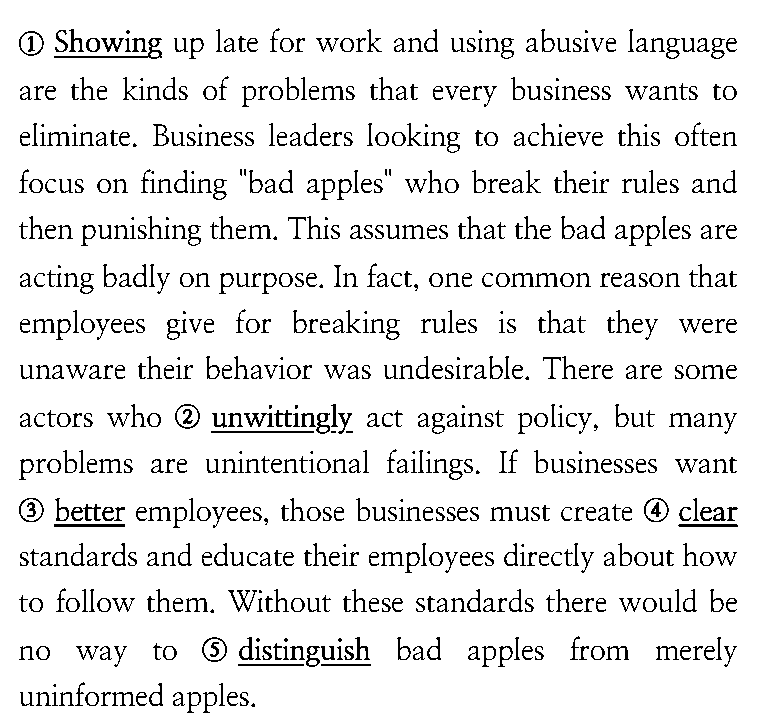 ① Showing up late for work and using abusive language
are the kinds of problems that every business wants to
eliminate. Business leaders looking to achieve this often
focus on finding "bad apples" who break their rules and
then punishing them. This assumes that the bad apples are
acting badly on purpose. In fact, one common reason that
employees give for breaking rules is that they were
unaware their behavior was undesirable. There are some
actors who ② unwittingly act against policy, but many
problems are unintentional failings. If businesses want
③ better employees, those businesses must create ④ clear
standards and educate their employees directly about how
to follow them. Without these standards there would be
no way to ⑤ distinguish bad apples from merely
uninformed apples.